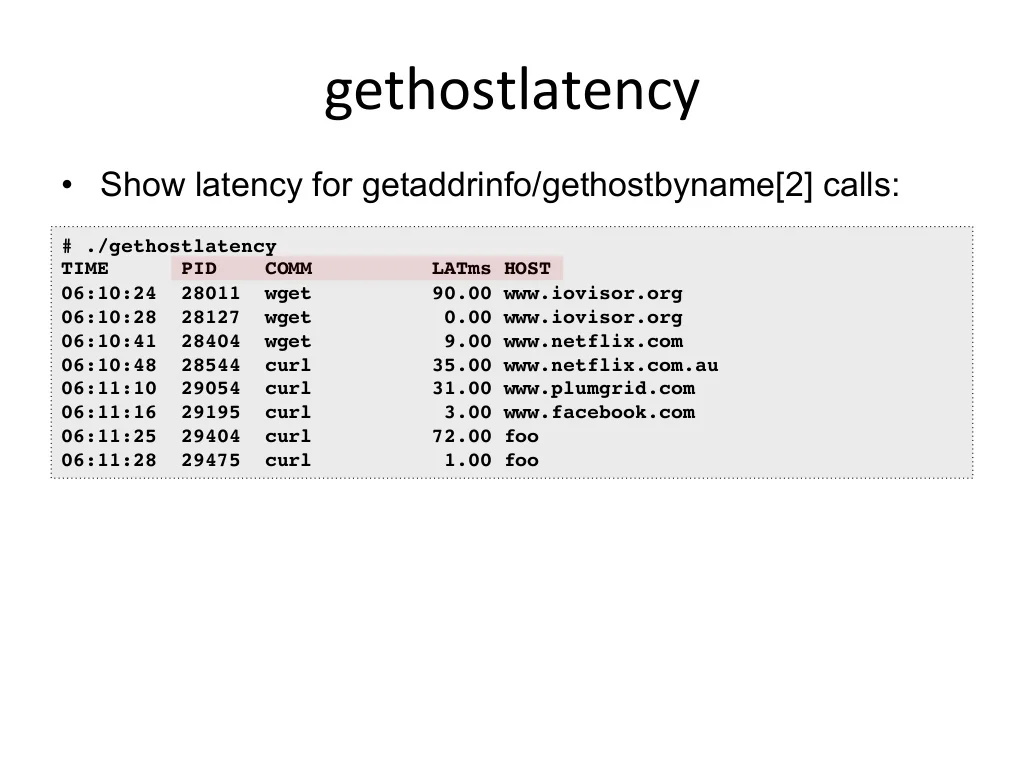 gethostlatency
• Show latency for getaddrinfo/gethostbyname[2] calls:
# ./gethostlatency
TIME      PID    COMM          LATms HOST
06:10:24  28011  wget          90.00 www.iovisor.org
06:10:28  28127  wget           0.00 www.iovisor.org
06:10:41  28404  wget           9.00 www.netflix.com
06:10:48  28544  curl          35.00 www.netflix.com.au
06:11:10  29054  curl          31.00 www.plumgrid.com
06:11:16  29195  curl           3.00 www.facebook.com
06:11:25  29404  curl          72.00 foo
06:11:28  29475  curl           1.00 foo